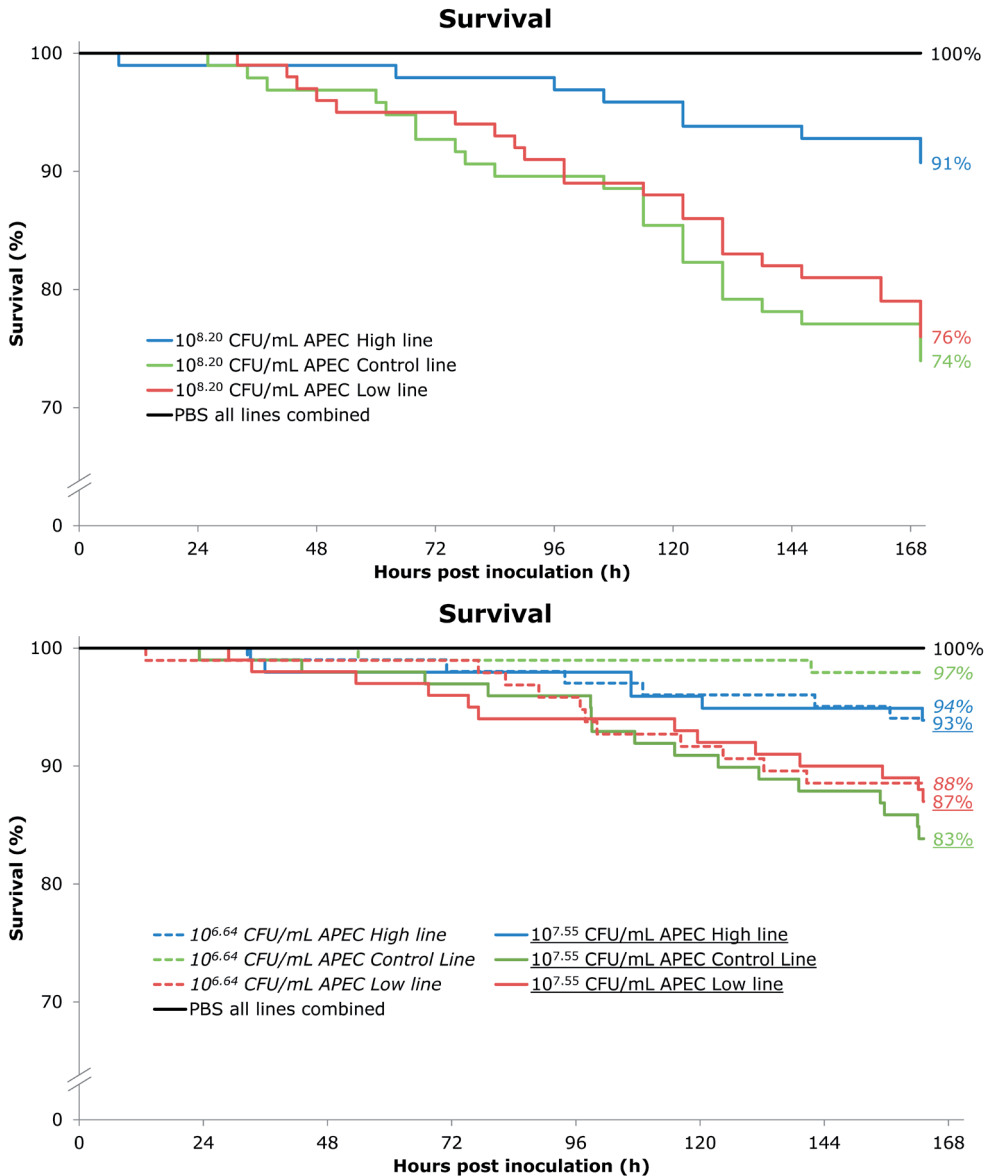 Survival
100
90
80
70
0
Survival (%)
100%
91%
76%
74%
10^8.20 CFU/mL APEC High line
10^8.20 CFU/mL APEC Control line
10^8.20 CFU/mL APEC Low line
PBS all lines combined
0 24 48 72 96 120 144 168
Hours post inoculation (h)
Survival
100
90
80
70
0
Survival (%)
100%
97%
94%
93%
88%
87%
83%
10^6.64 CFU/mL APEC High line
10^6.64 CFU/mL APEC Control Line
10^6.64 CFU/mL APEC Low line
PBS all lines combined
10^7.55 CFU/mL APEC High line
10^7.55 CFU/mL APEC Control Line
10^7.55 CFU/mL APEC Low line
0 24 48 72 96 120 144 168
Hours post inoculation (h)